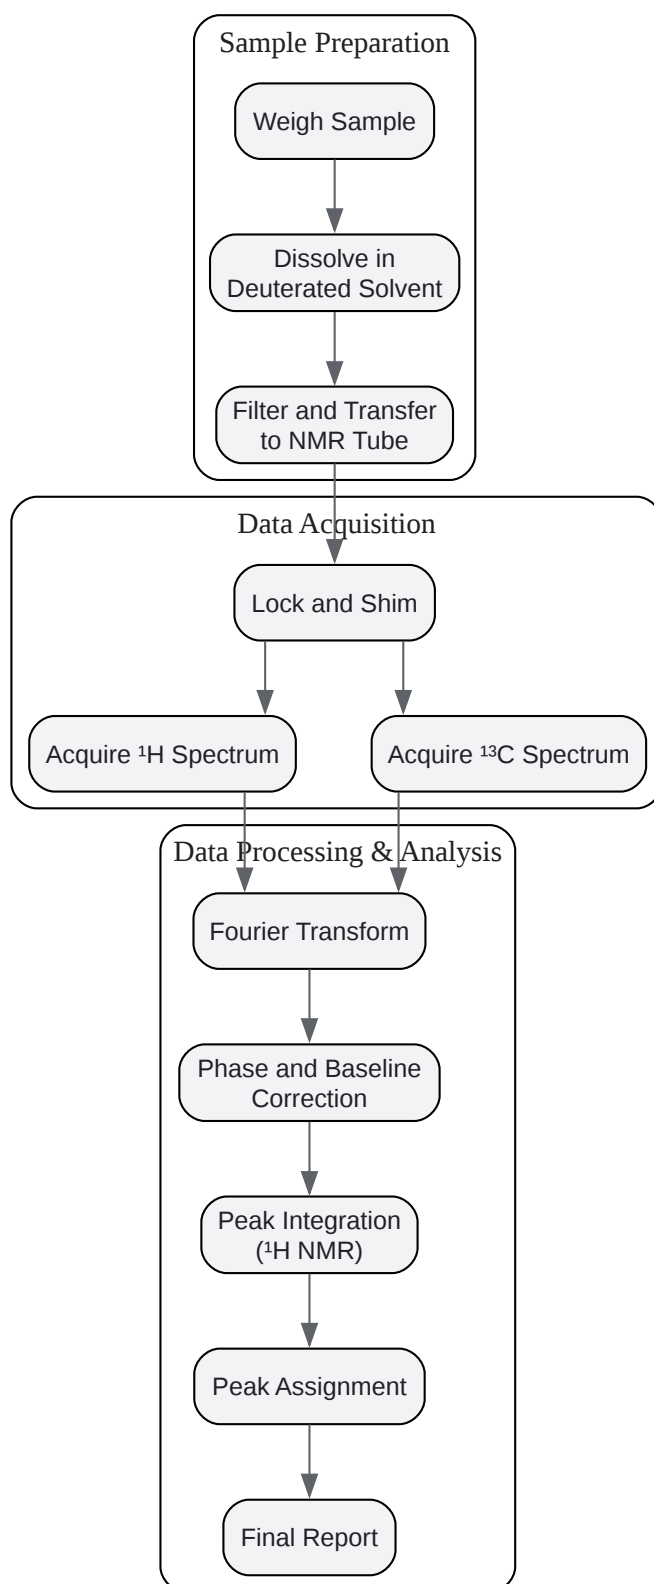 Sample Preparation
Weigh Sample
Dissolve in
Deuterated Solvent
Filter and Transfer
to NMR Tube
Data Acquisition
Lock and Shim
Acquire ¹H Spectrum
Acquire ¹³C Spectrum
Data Processing & Analysis
Fourier Transform
Phase and Baseline
Correction
Peak Integration
(¹H NMR)
Peak Assignment
Final Report